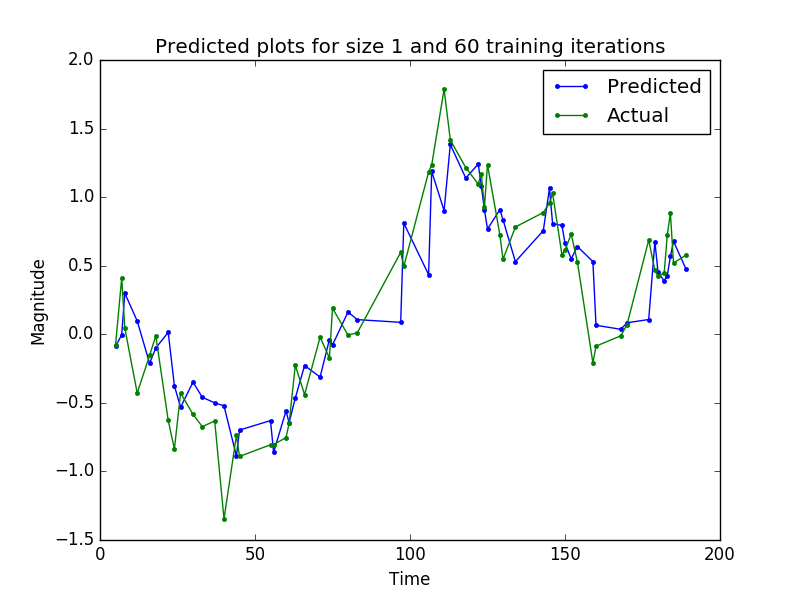 Predicted plots for size 1 and 60 training iterations
2.0
1.5
1.0
0.5
0.0
−0.5
−1.0
−1.5
Magnitude
Predicted
Actual
0
50
100
150
200
Time